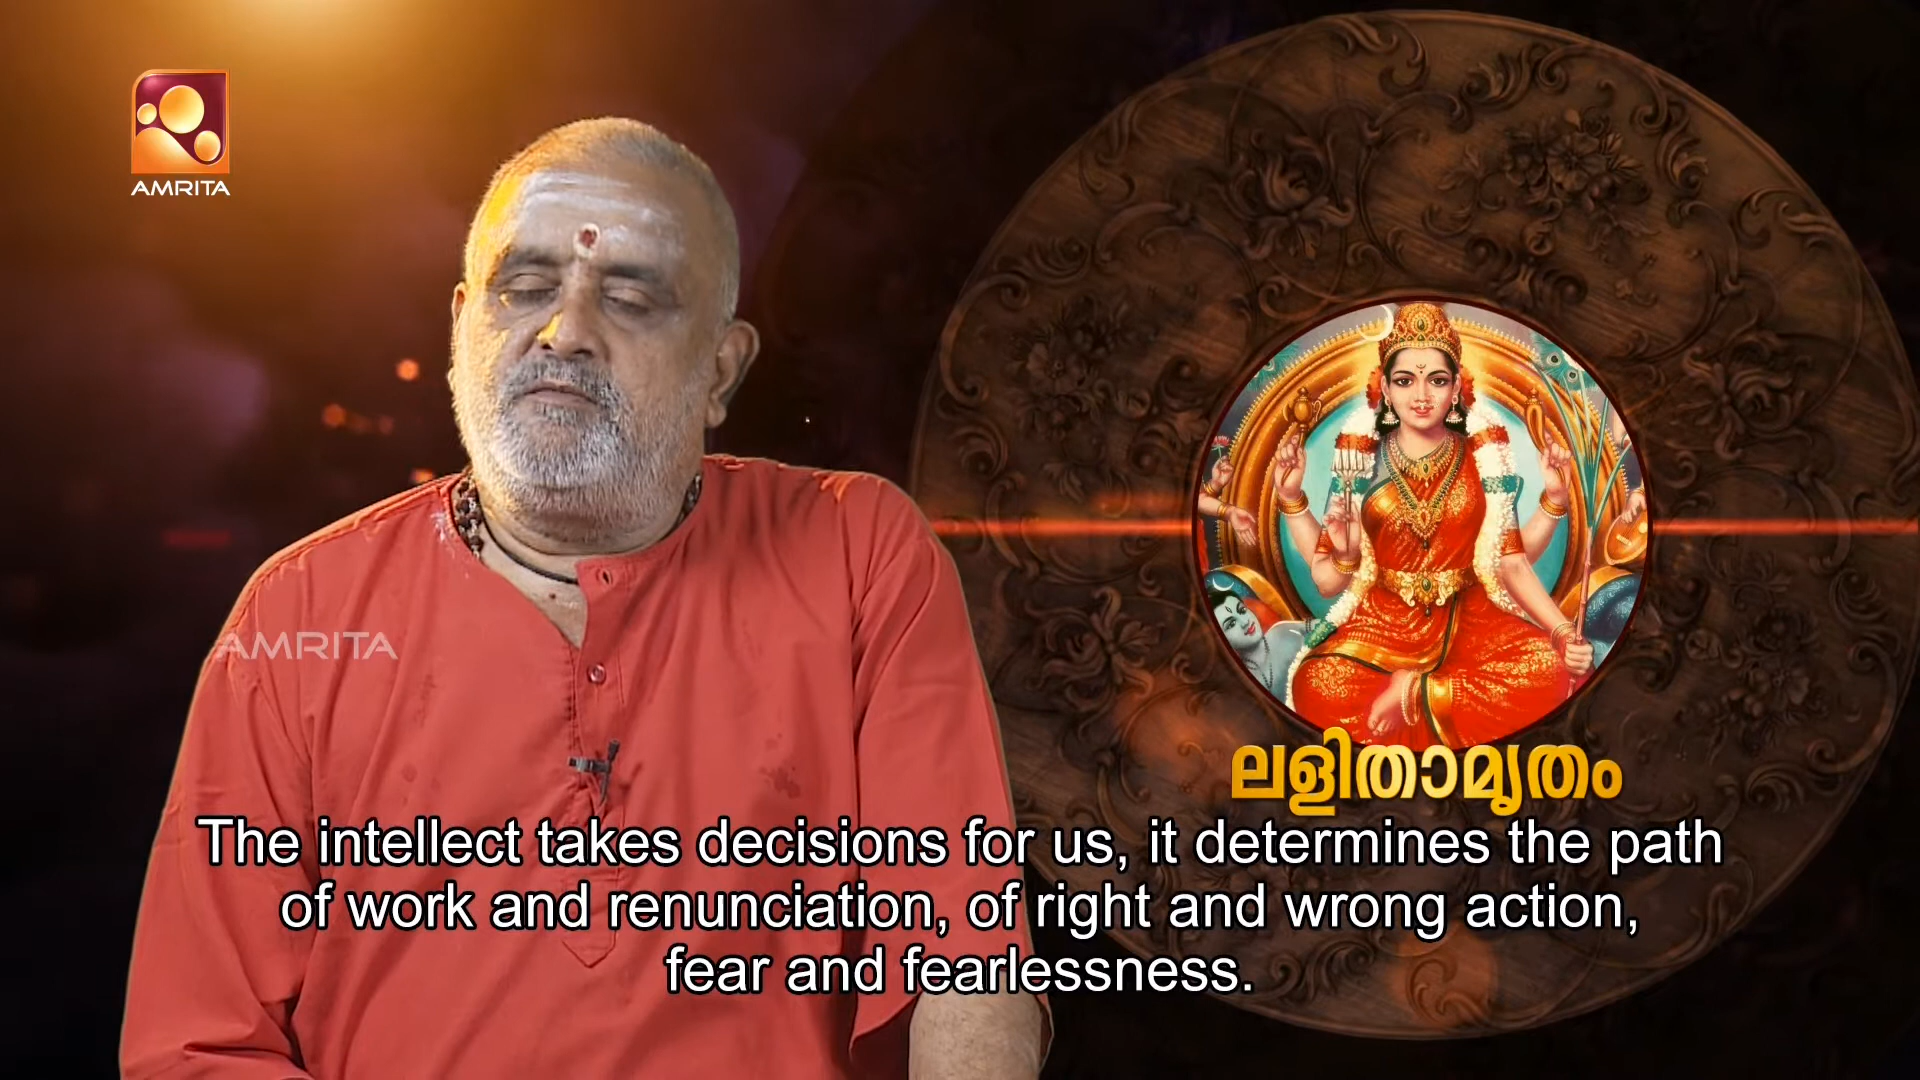 AMRITA
AMRITA
ലളിതാമൃതം
The intellect takes decisions for us, it determines the path
of work and renunciation, of right and wrong action,
fear and fearlessness.